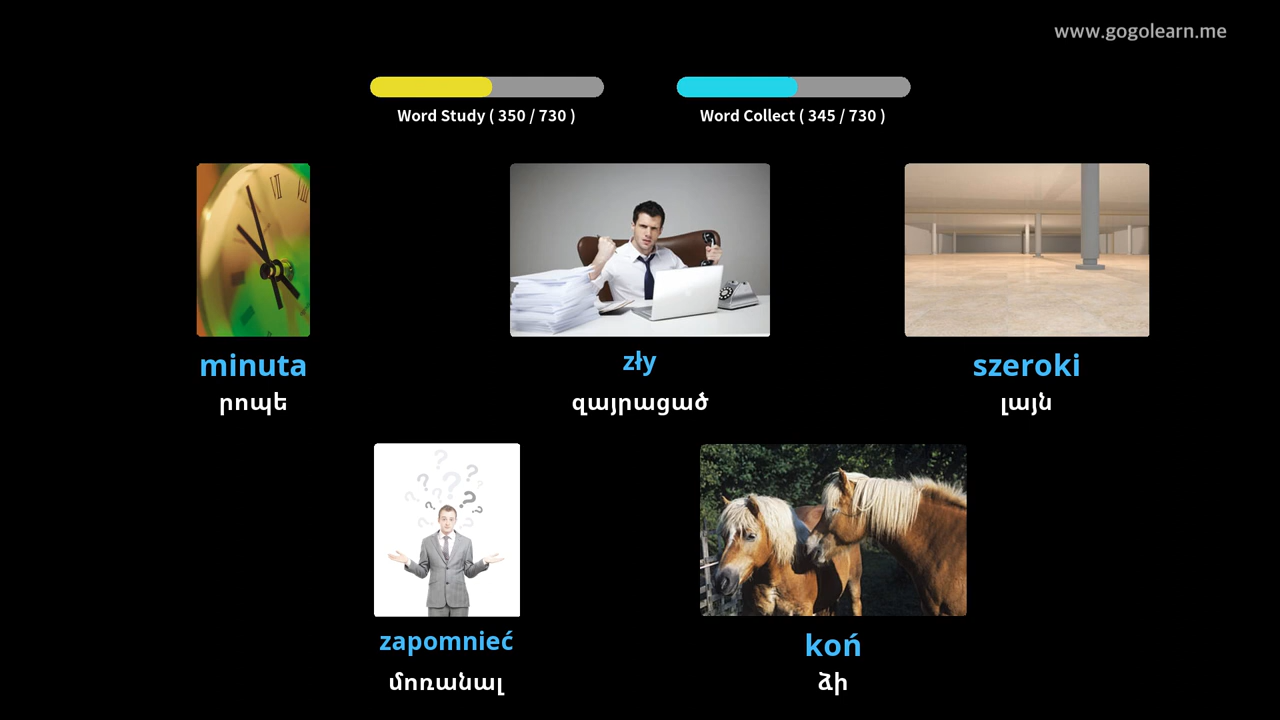 www.gogolearn.me
Word Study ( 350 / 730 )
Word Collect ( 345 / 730 )
minuta
րոպե
zły
զայրացած
szeroki
լայն
zapomnieć
մոռանալ
koń
ձի